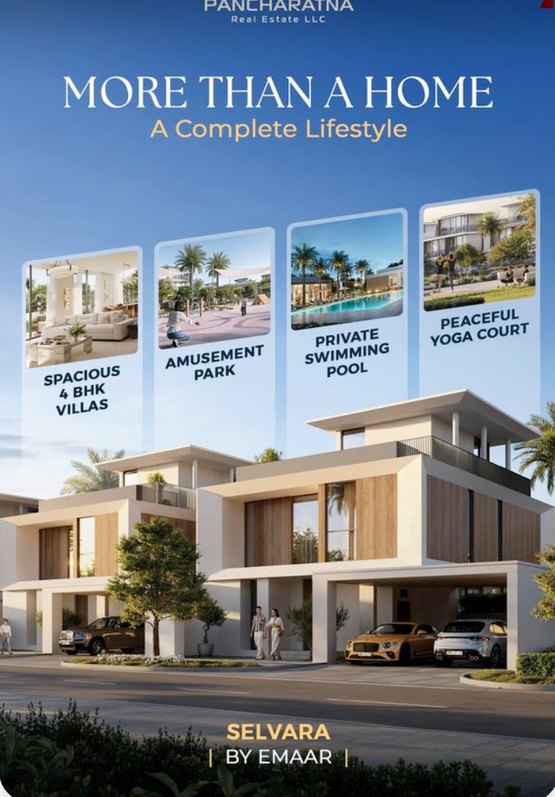 PANCHARATNA
Real Estate LLC
MORE THAN A HOME
A Complete Lifestyle
SPACIOUS
4 BHK
VILLAS
AMUSEMENT
PARK
PRIVATE
SWIMMING
POOL
PEACEFUL
YOGA COURT
SELVARA
| BY EMAAR |